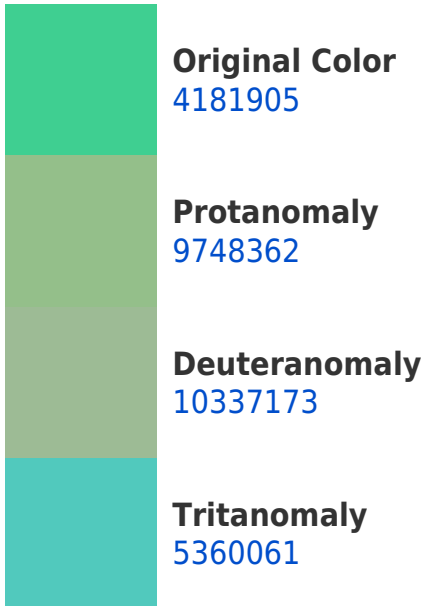 Original Color
4181905
Protanomaly
9748362
Deuteranomaly
10337173
Tritanomaly
5360061